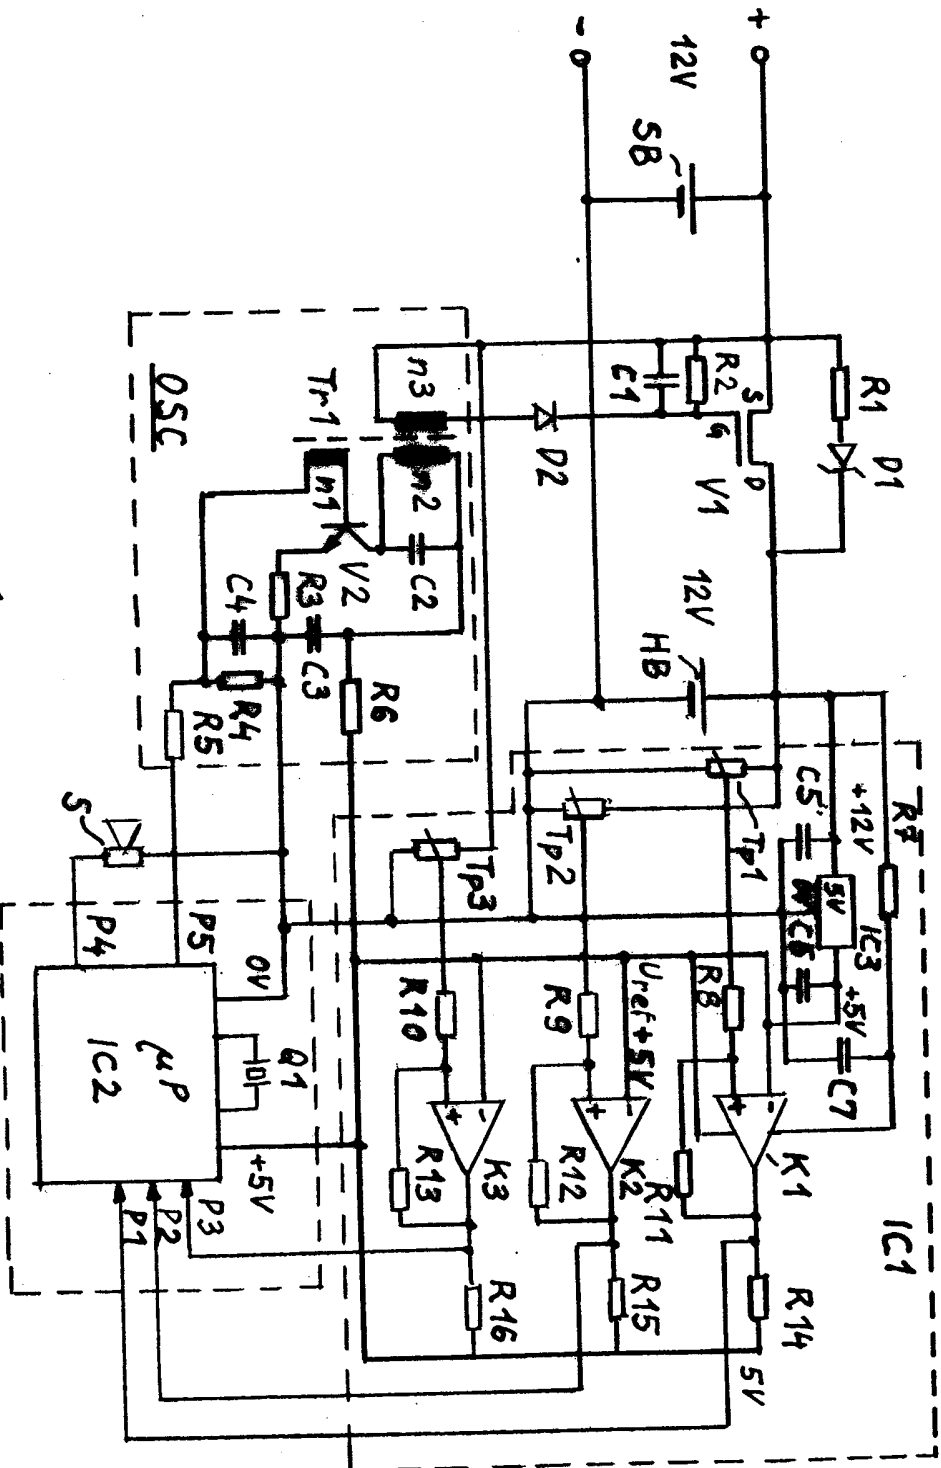 +
-
12V
SB
R1
D1
R2
C1
S
G
D
V1
D2
n3
n2
n1
Tr1
OSC
V2
C2
R3
C3
C4
R4
R5
R6
12V
HB
S
R7
+12V
C5
5V
IC3
C6
+5V
C7
Tp1
Tp2
Tp3
R8
R9
R10
Uref+5V
+
-
K1
+
-
K2
+
-
K3
R11
R12
R13
R14
R15
R16
5V
IC1
P4
P5
0V
Q1
+5V
P3
P2
P1
µP
IC2